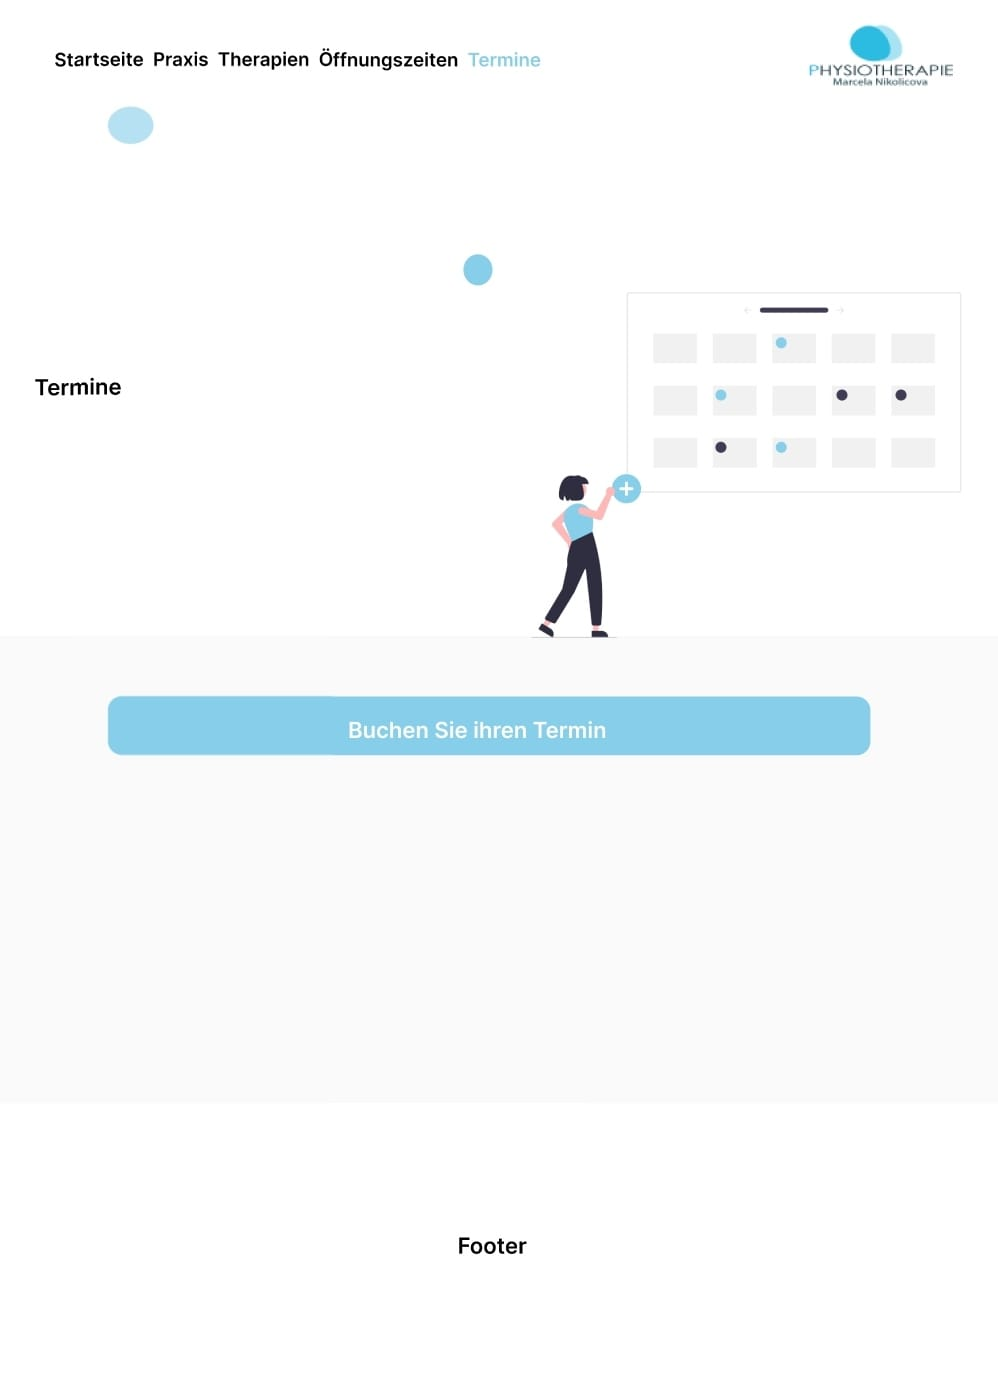 Startseite Praxis Therapien Öffnungszeiten Termine
PHYSIOTHERAPIE
Marcela Nikolicova
Termine
Buchen Sie ihren Termin
Footer